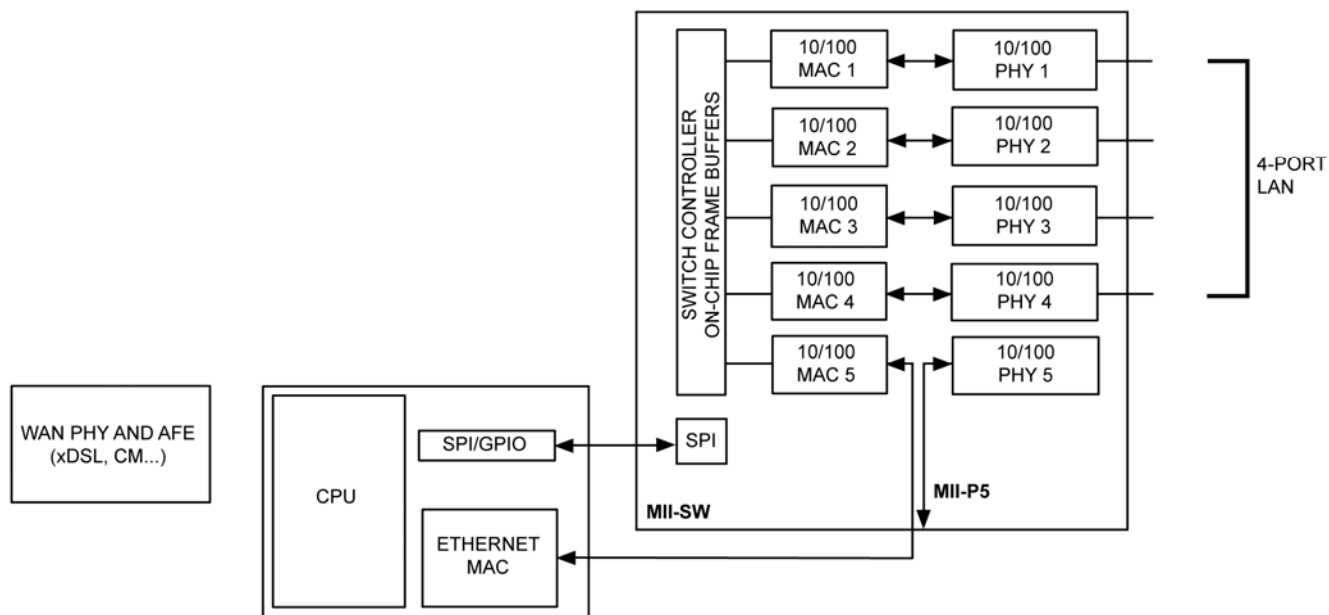 SWITCH CONTROLLER
ON-CHIP FRAME BUFFERS
10/100
MAC 1
10/100
PHY 1
10/100
MAC 2
10/100
PHY 2
10/100
MAC 3
10/100
PHY 3
10/100
MAC 4
10/100
PHY 4
10/100
MAC 5
10/100
PHY 5
4-PORT
LAN
WAN PHY AND AFE
(xDSL, CM...)
CPU
SPI/GPIO
SPI
ETHERNET
MAC
MII-SW
MII-P5